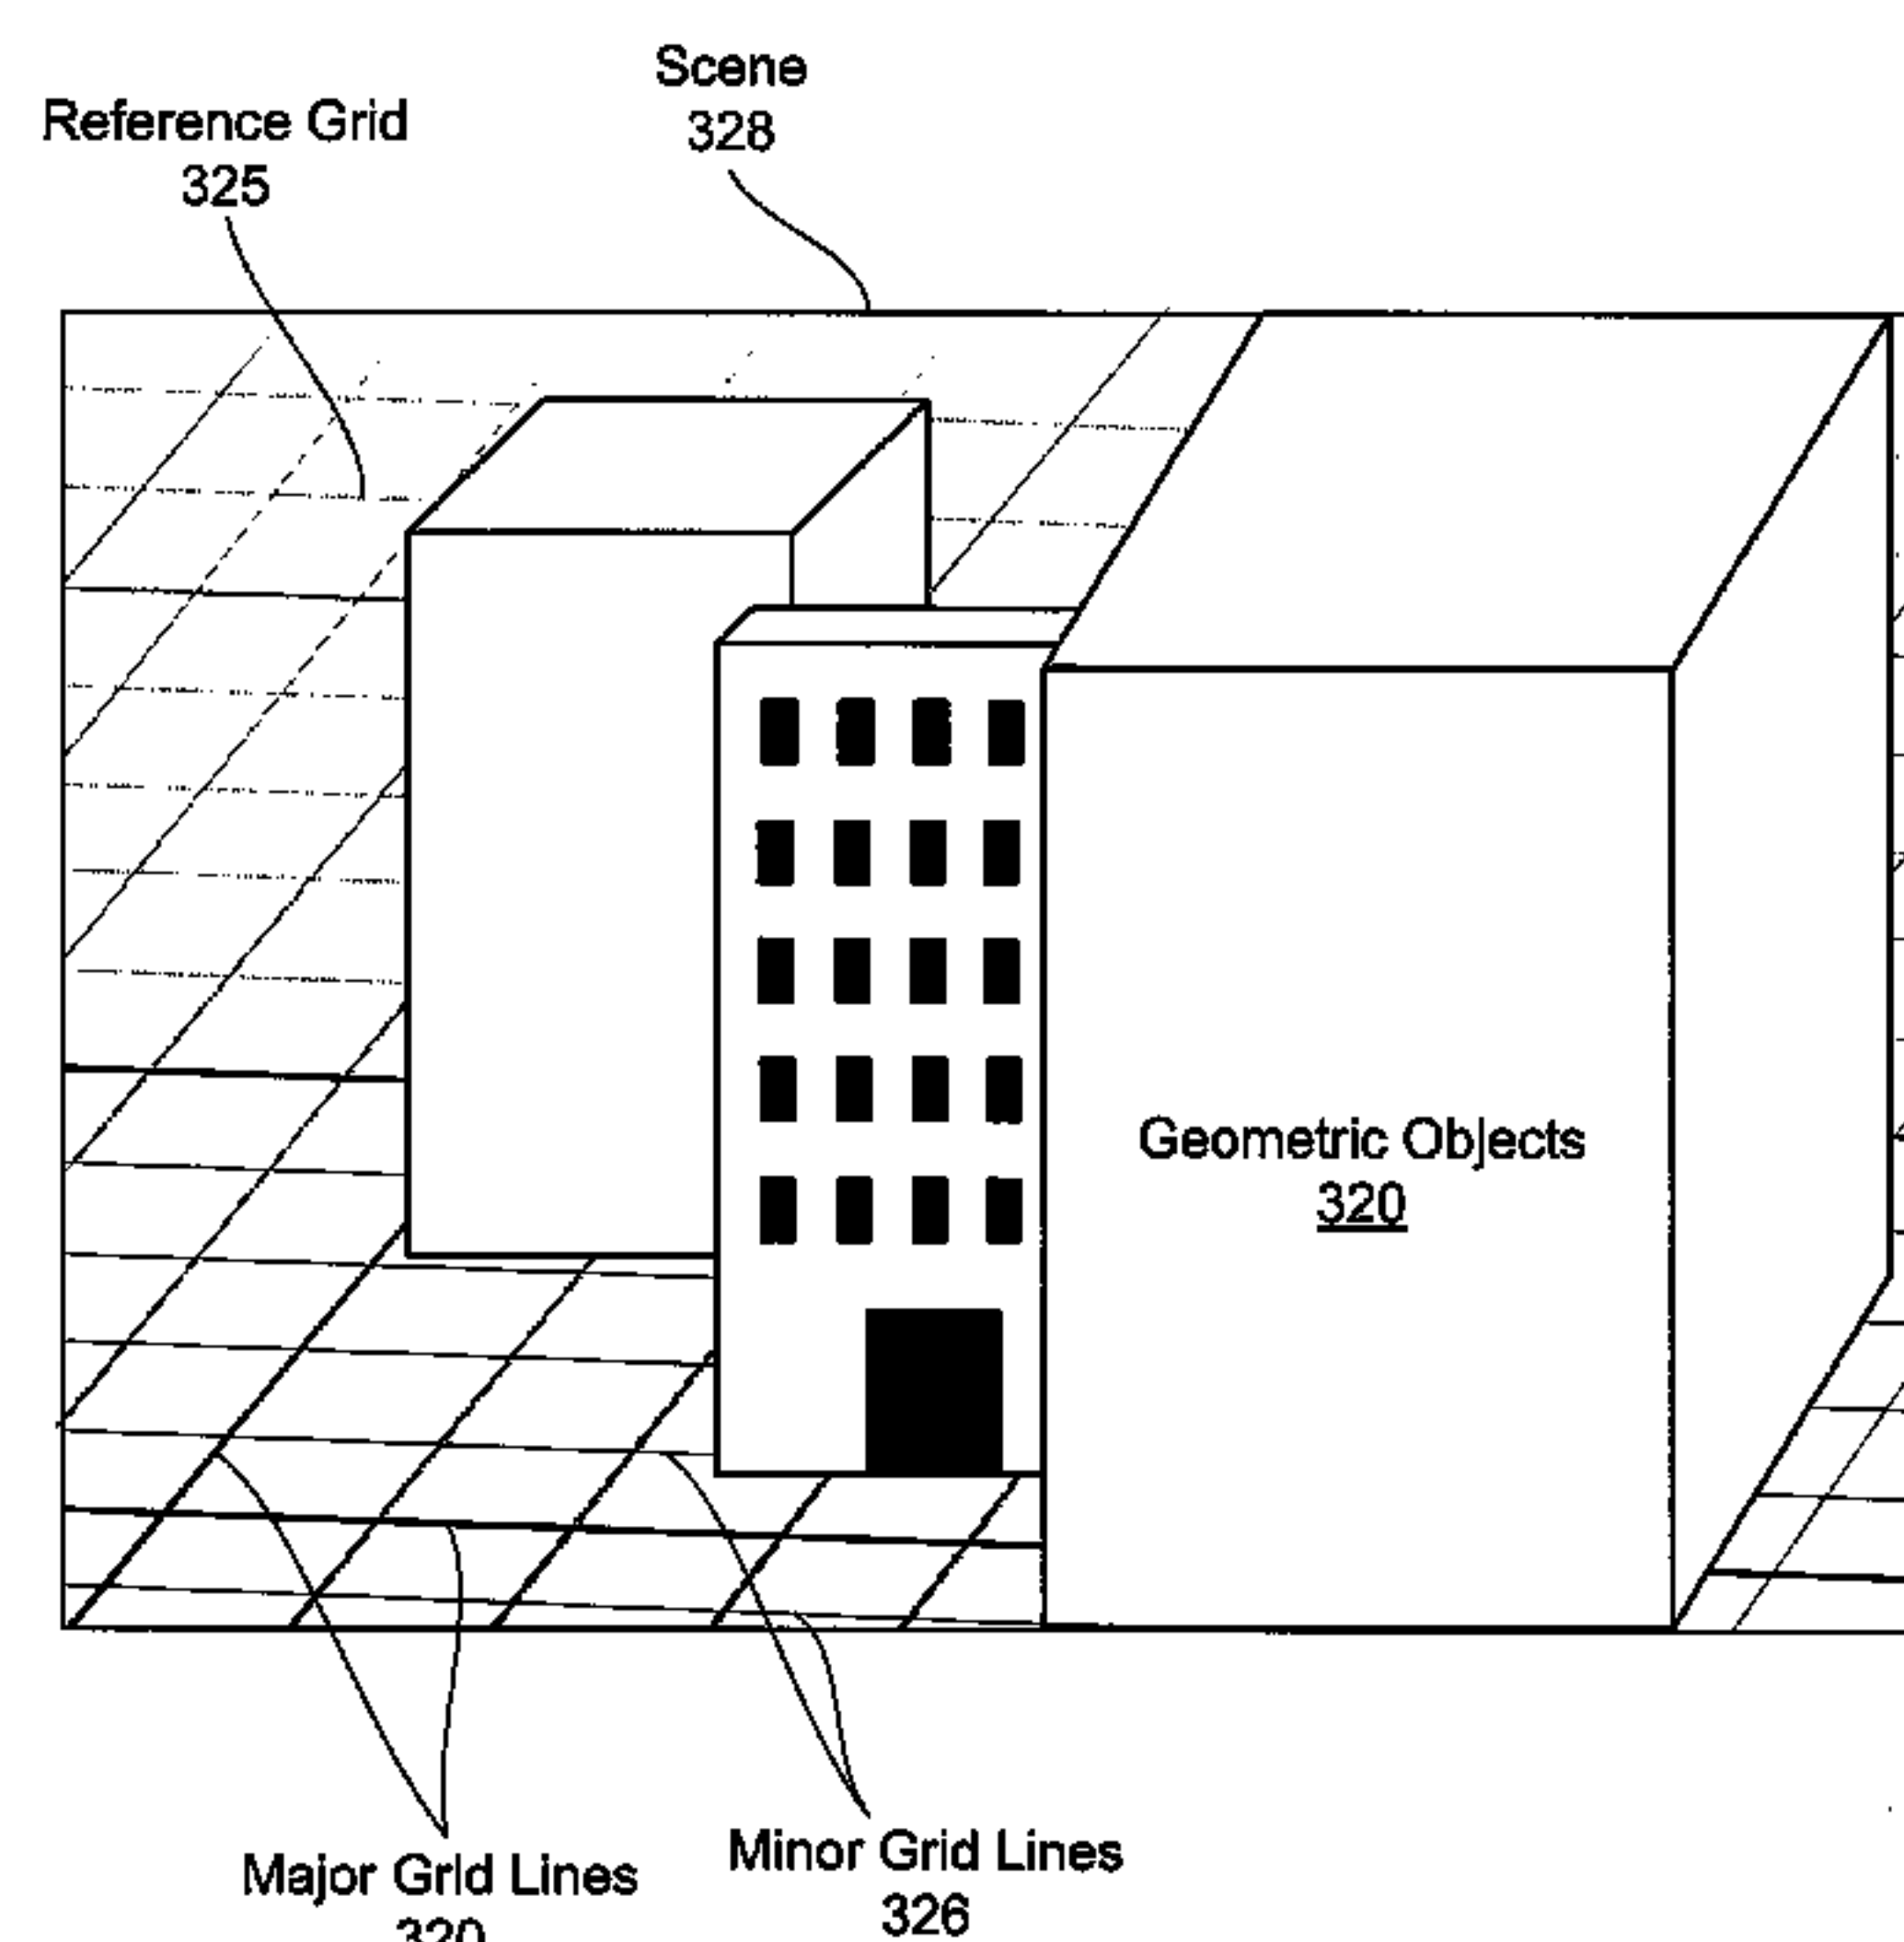 Scene
328
Reference Grid
325
Geometric Objects
320
Minor Grid Lines
326
Major Grid Lines